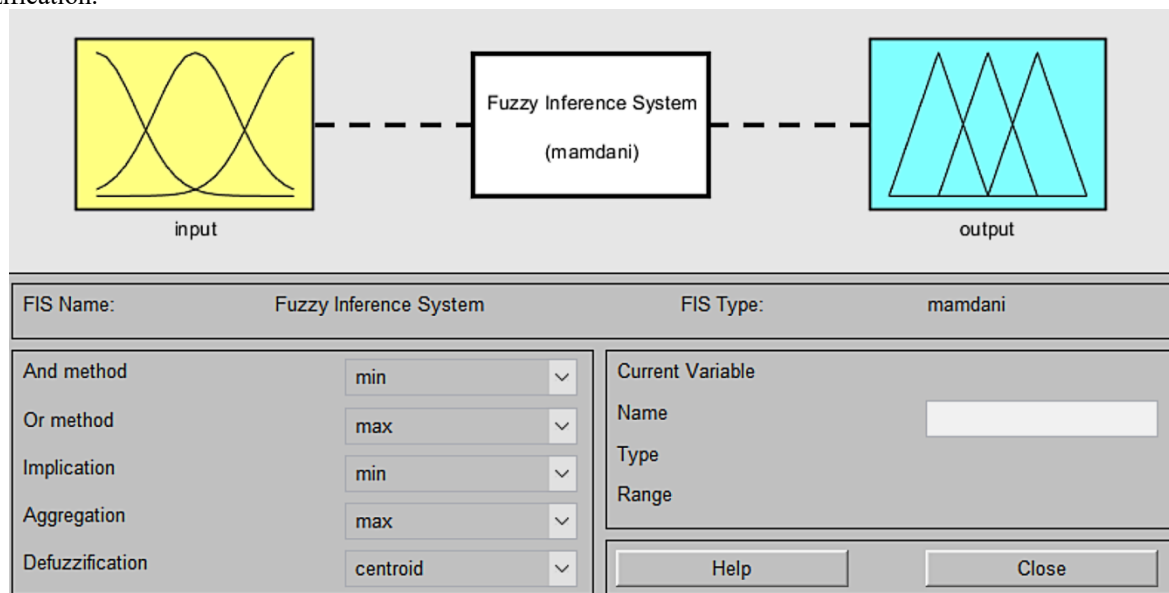 Fuzzy Inference System
(mamdani)
input
output
FIS Name:
Fuzzy Inference System
FIS Type:
mamdani
And method
min
Or method
max
Implication
min
Aggregation
max
Defuzzification
centroid
Current Variable
Name
Type
Range
Help
Close